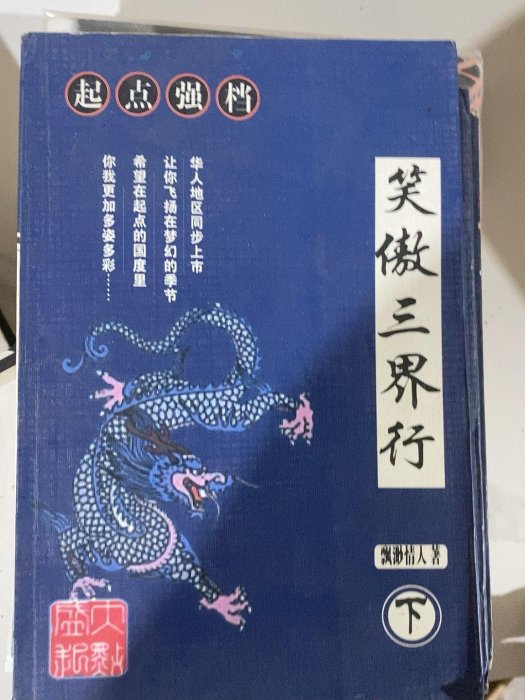 起点强档
华人地区同步上市
让你飞扬在梦幻的季节
希望在起点的国度里
你我更加多姿多彩……
笑傲三界行
飘渺情人 著
下